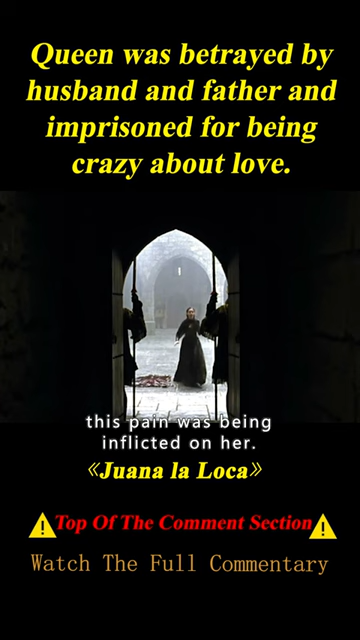 Queen was betrayed by
husband and father and
imprisoned for being
crazy about love.
this pain was being
inflicted on her.
《Juana la Loca》
Top Of The Comment Section
Watch The Full Commentary